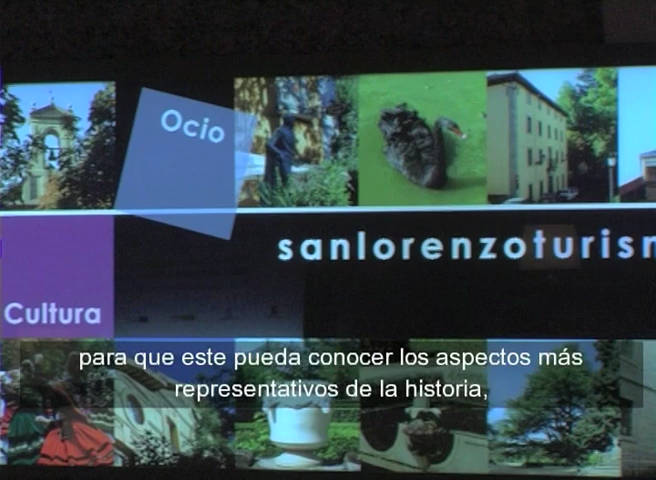 Ocio
sanlorenzoturism
Cultura
para que este pueda conocer los aspectos más
representativos de la historia,